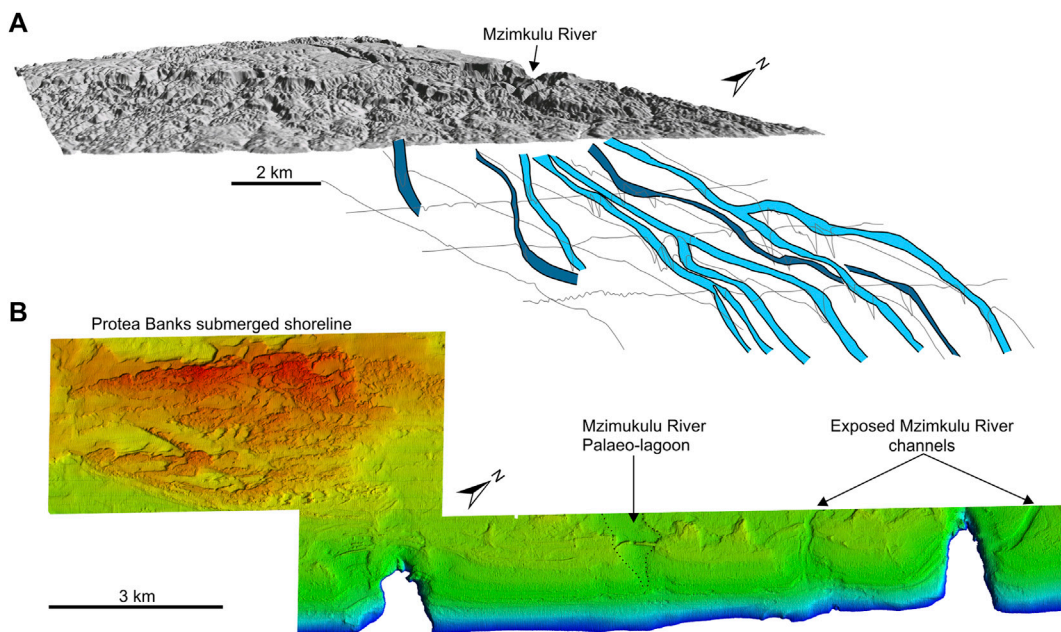 A
Mzimkulu River
N
2 km
B
Protea Banks submerged shoreline
Mzimukulu River
Palaeo-lagoon
Exposed Mzimkulu River
channels
N
3 km